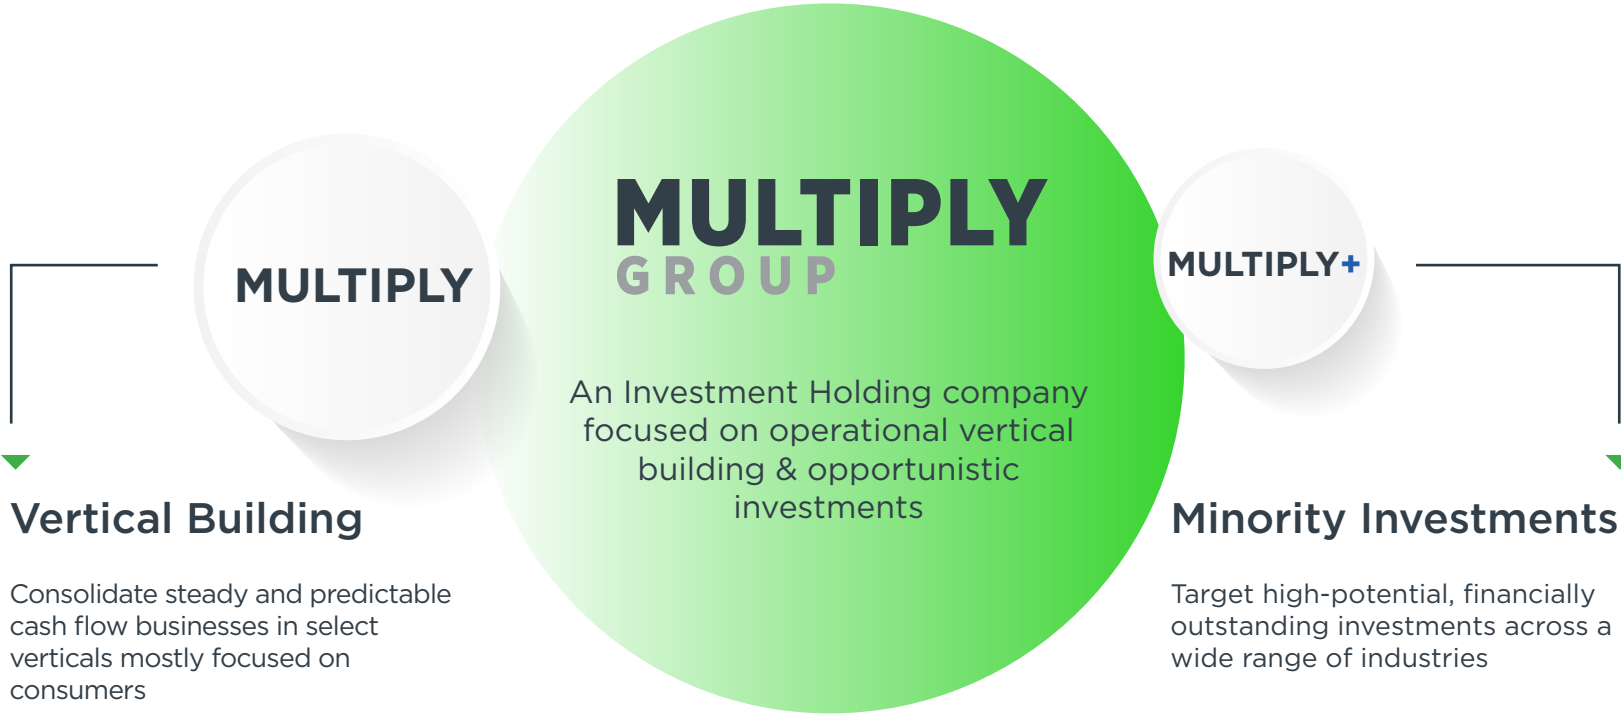 MULTIPLY
GROUP
An Investment Holding company
focused on operational vertical
building & opportunistic
investments
MULTIPLY
Vertical Building
Consolidate steady and predictable
cash flow businesses in select
verticals mostly focused on
consumers
MULTIPLY+
Minority Investments
Target high-potential, financially
outstanding investments across a
wide range of industries